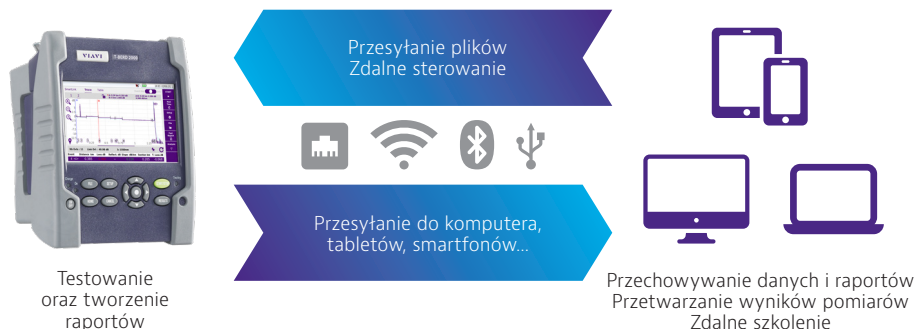 Przesyłanie plików
Zdalne sterowanie
VIAVI
Przesyłanie do komputera,
tabletów, smartfonów...
Testowanie
oraz tworzenie
raportów
Przechowywanie danych i raportów
Przetwarzanie wyników pomiarów
Zdalne szkolenie